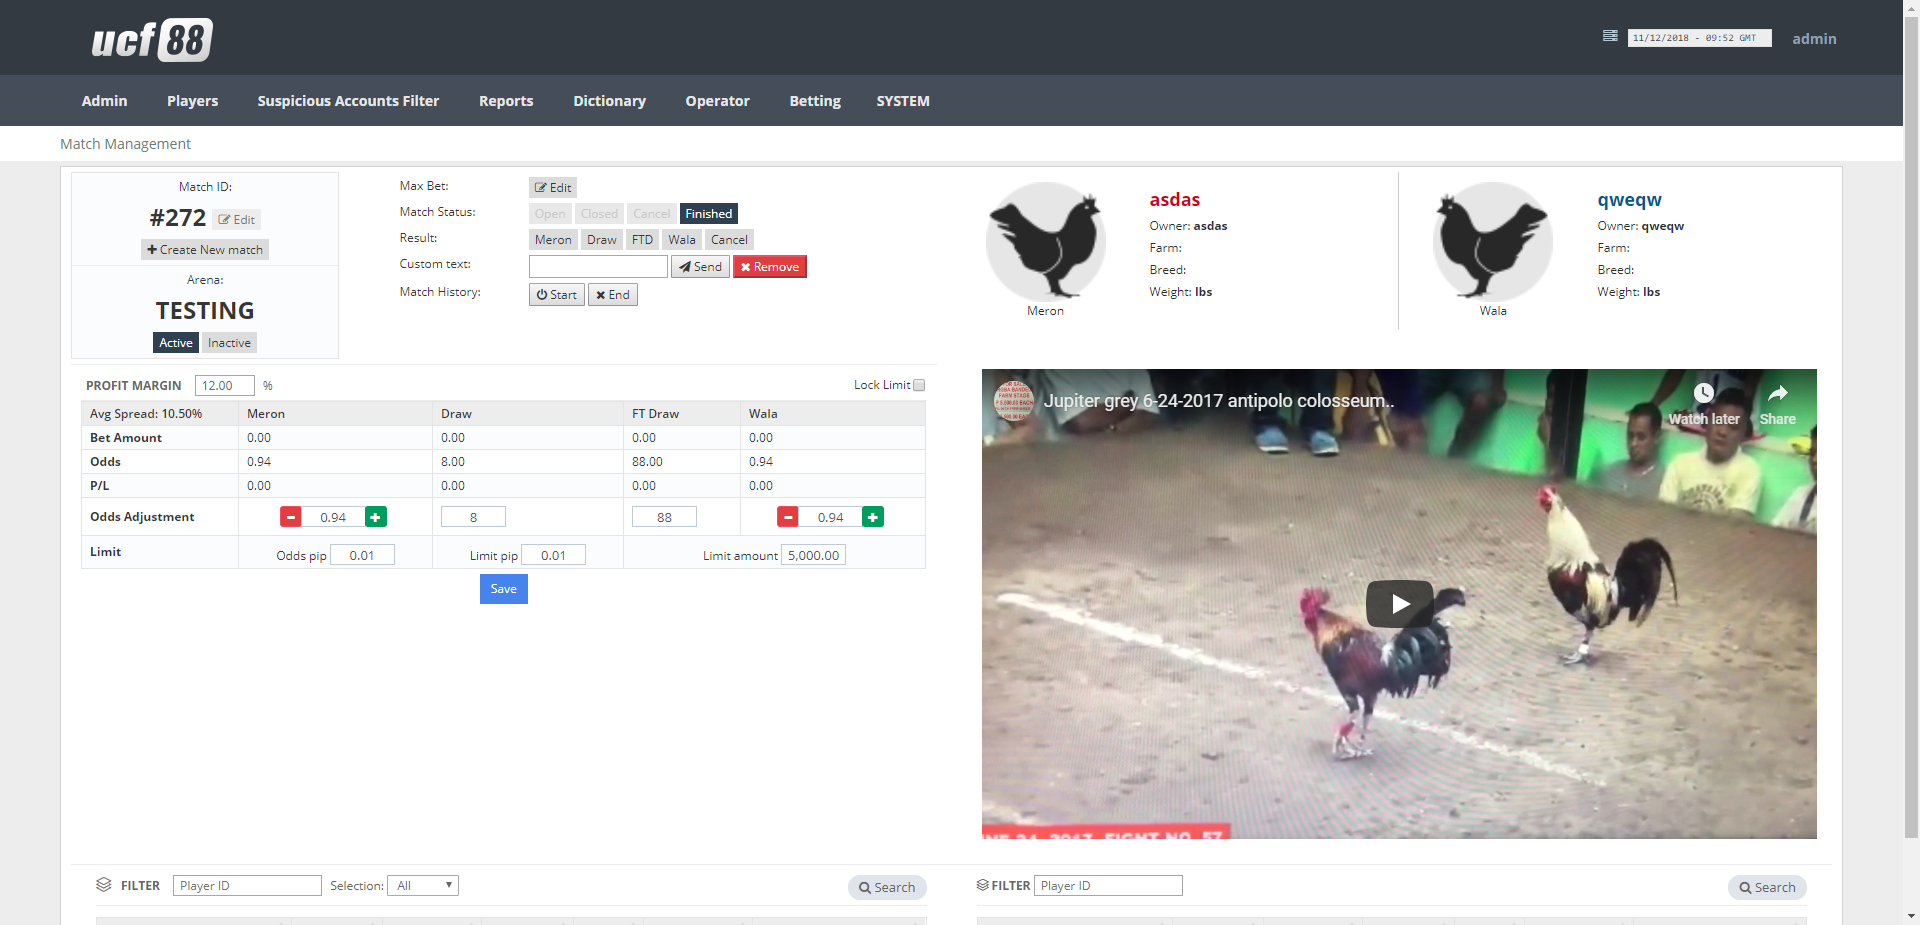 ucf88
11/12/2018 - 09:52 GMT
admin
Admin Players Suspicious Accounts Filter Reports Dictionary Operator Betting SYSTEM
Match Management
Match ID:
#272 Edit
Create New match
Arena:
TESTING
Active Inactive
Max Bet: Edit
Match Status: Open Closed Cancel Finished
Result: Meron Draw FTD Wala Cancel
Custom text: Send Remove
Match History: Start End
Meron
asdas
Owner: asdas
Farm:
Breed:
Weight: lbs
Wala
qweqw
Owner: qweqw
Farm:
Breed:
Weight: lbs
PROFIT MARGIN 12.00 % Lock Limit
Avg Spread: 10.50% Meron Draw FT Draw Wala
Bet Amount 0.00 0.00 0.00 0.00
Odds 0.94 8.00 88.00 0.94
P/L 0.00 0.00 0.00 0.00
Odds Adjustment 0.94 8 88 0.94
Limit Odds pip 0.01 Limit pip 0.01 Limit amount 5,000.00
Save
Jupiter grey 6-24-2017 antipolo colosseum..
Watch later Share
24, 2017 FIGHT NO. 57
FILTER Player ID Selection: All Search
FILTER Player ID Search